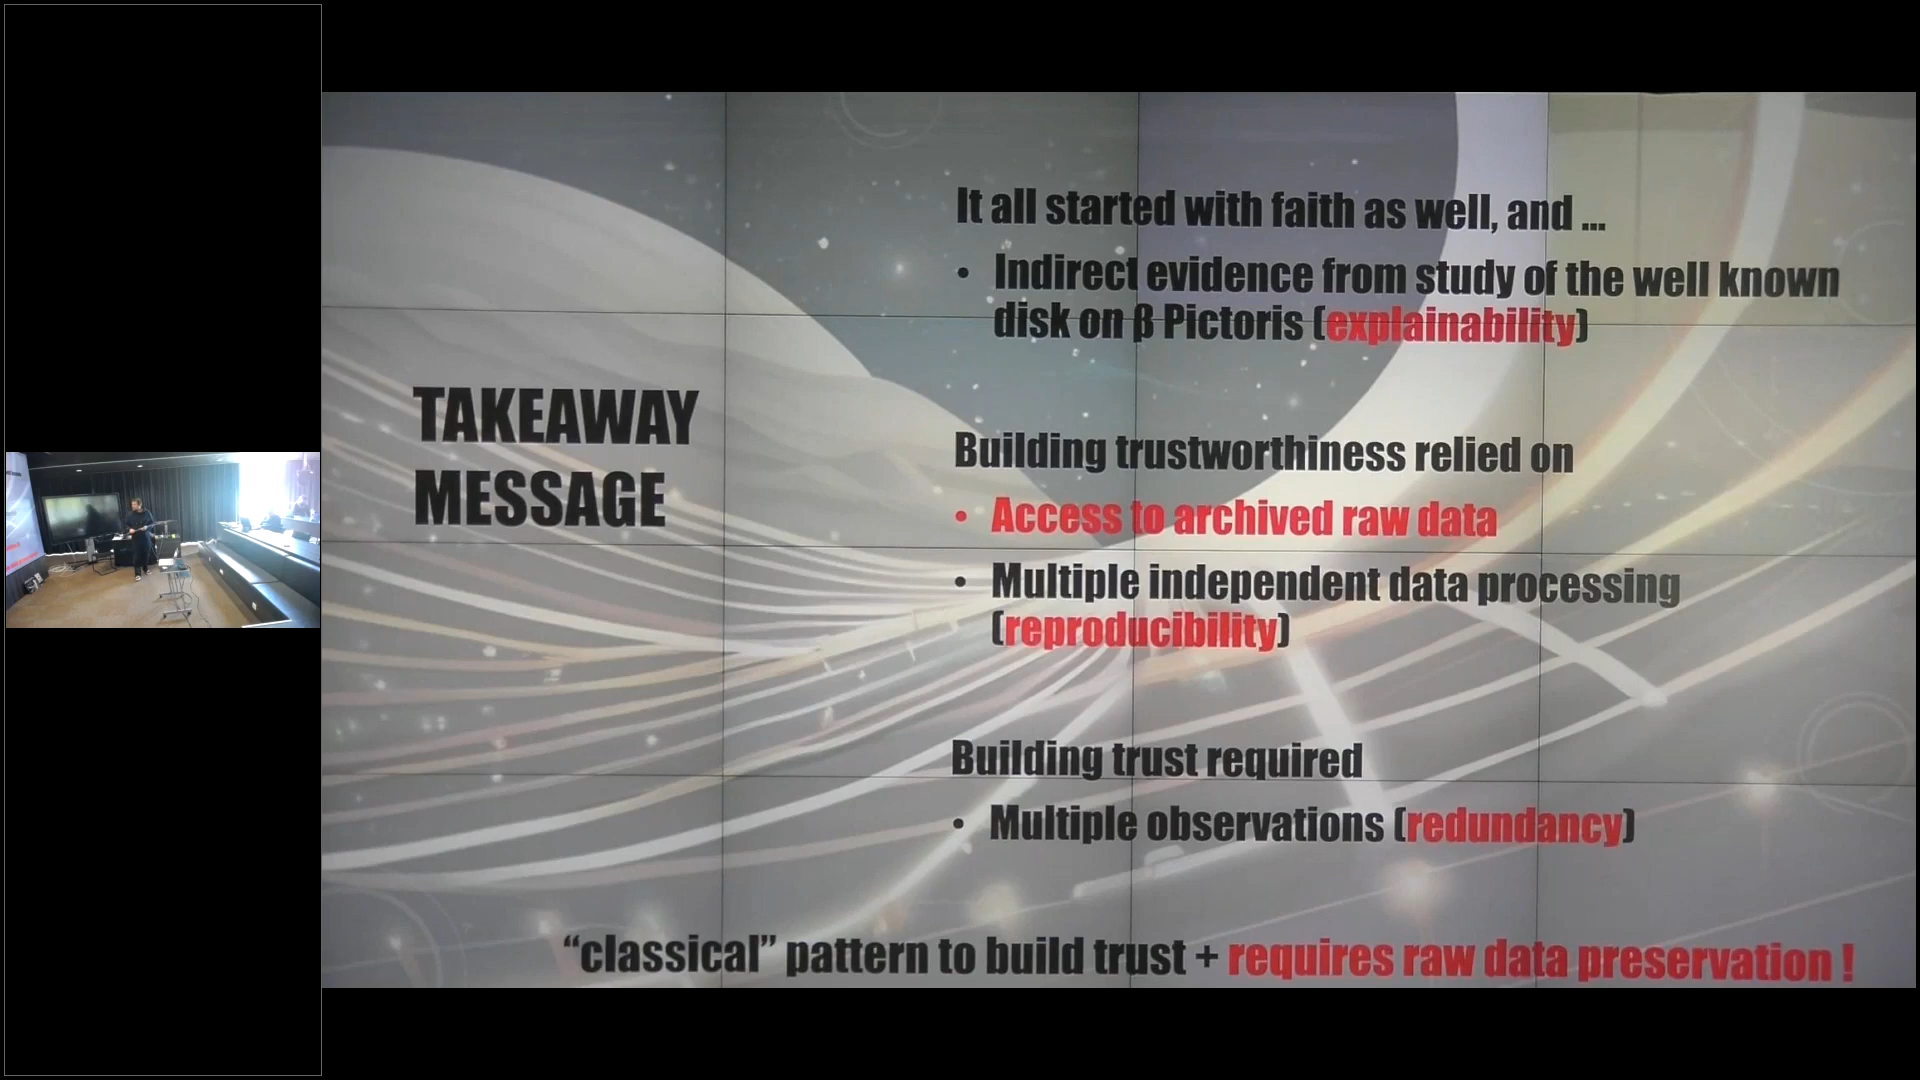 TAKEAWAY
MESSAGE
It all started with faith as well, and ...
• Indirect evidence from study of the well known
disk on β Pictoris (explainability)
Building trustworthiness relied on
• Access to archived raw data
• Multiple independent data processing
(reproducibility)
Building trust required
• Multiple observations (redundancy)
“classical” pattern to build trust + requires raw data preservation !